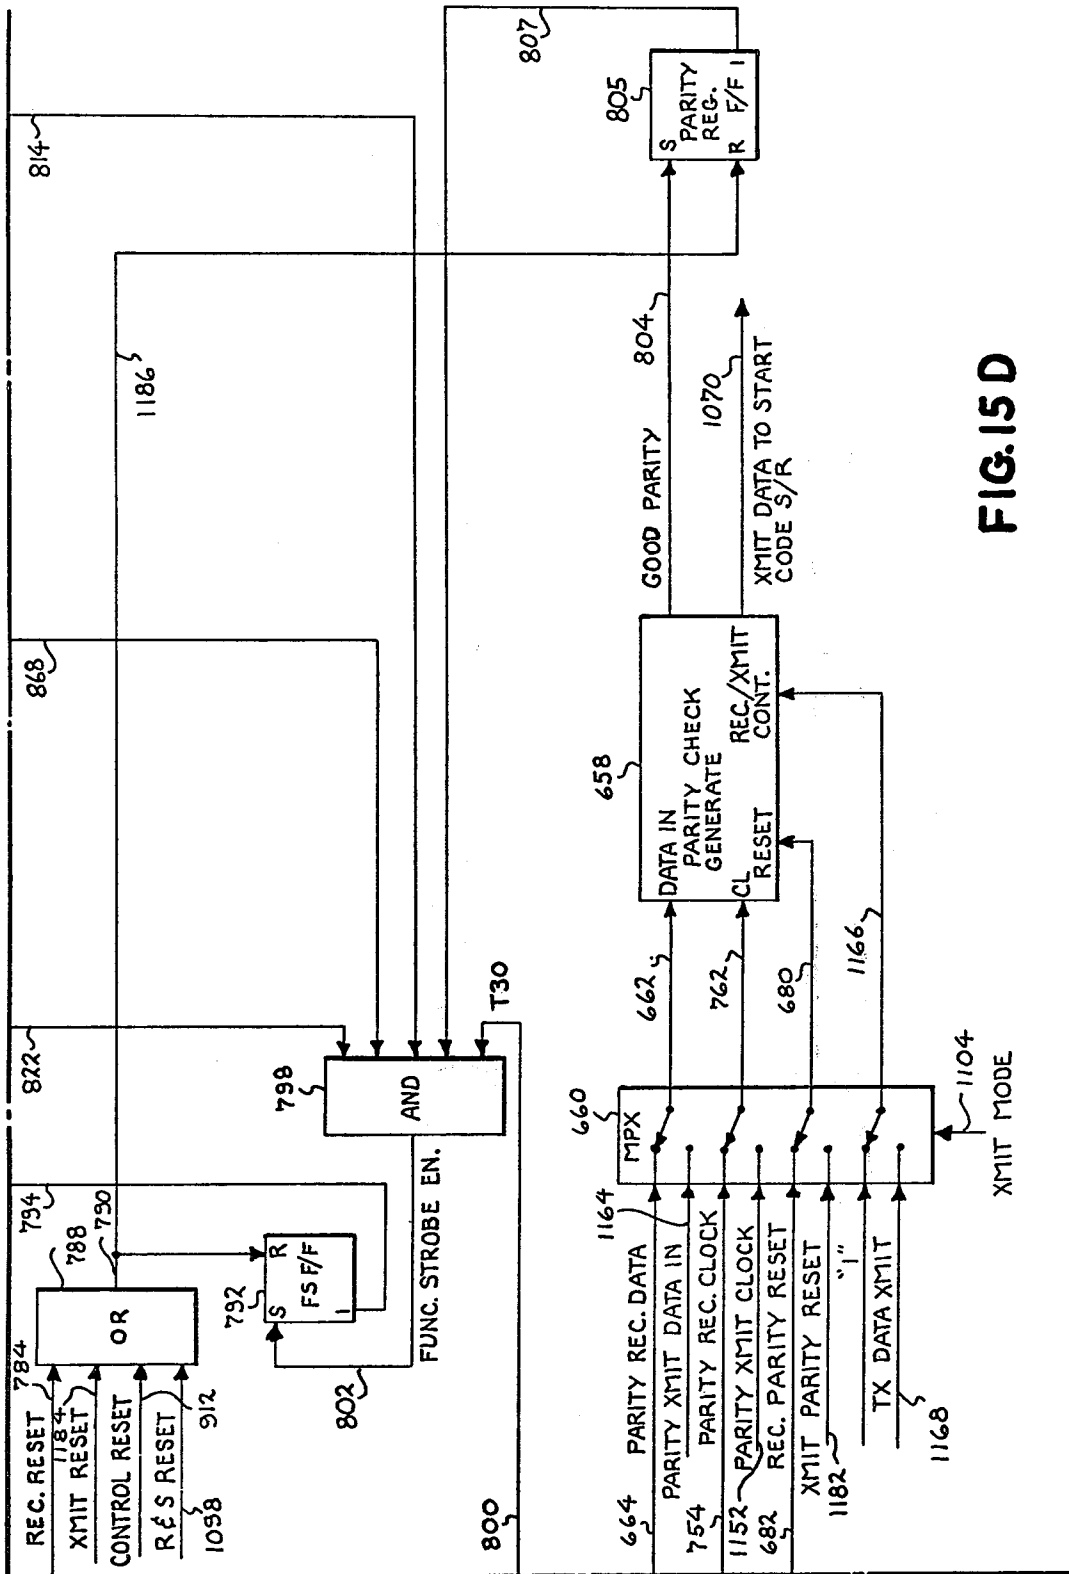 REC. RESET
784
XMIT RESET
1184
CONTROL RESET
912
R&S RESET
1098
OR
788
790
794
792
S
R
FS F/F
1
802
FUNC. STROBE EN.
AND
798
822
868
814
807
1186
T30
800
805
S
PARITY
REG.
R F/F 1
GOOD PARITY
804
1070
XMIT DATA TO START
CODE S/R
658
DATA IN
PARITY CHECK
GENERATE
CL
RESET
REC./XMIT
CONT.
662
762
680
1166
660
MPX
1104
XMIT MODE
664
PARITY REC. DATA
1164
PARITY XMIT DATA IN
754
PARITY REC. CLOCK
1152
PARITY XMIT CLOCK
682
REC. PARITY RESET
XMIT PARITY RESET
1182
"1"
TX DATA XMIT
1168
FIG.15D